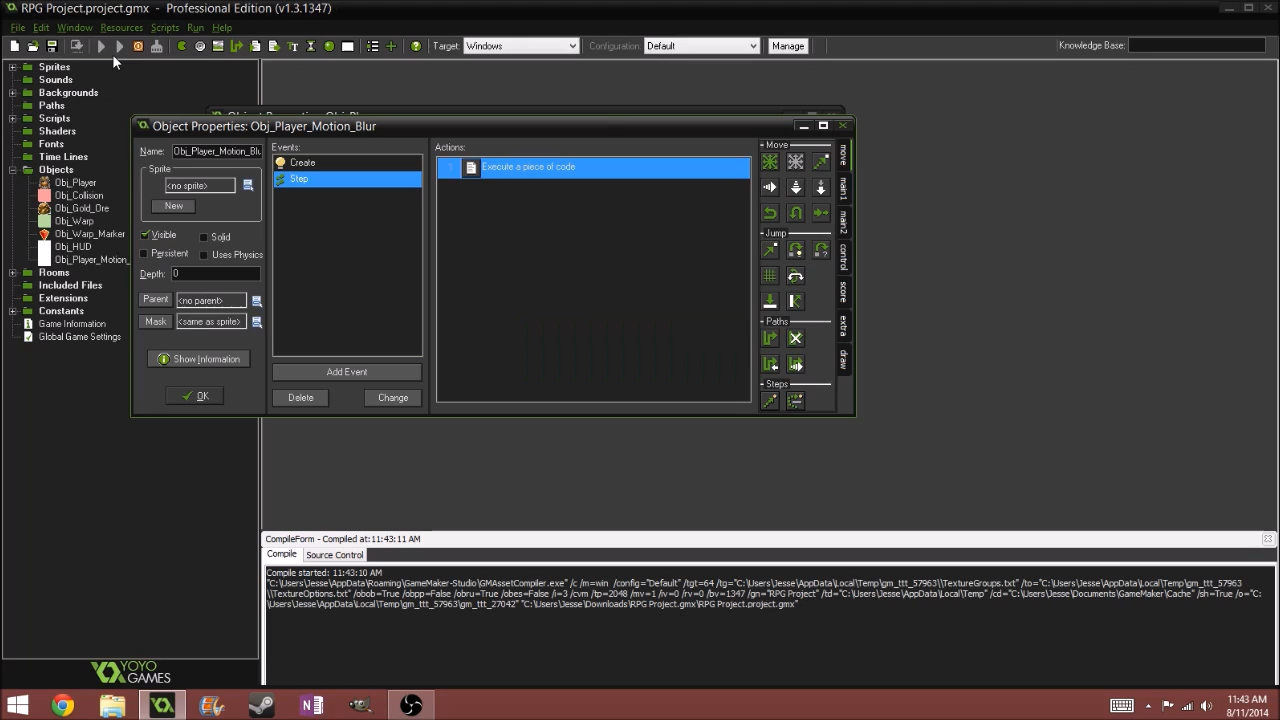 RPG Project.project.gmx - Professional Edition (v1.3.1347)
File Edit Window Resources Scripts Run Help
Target: Windows Configuration: Default Manage Knowledge Base:
Sprites
Sounds
Backgrounds
Paths
Scripts
Shaders
Fonts
Time Lines
Objects
Obj_Player
Obj_Collision
Obj_Gold_Ore
Obj_Warp
Obj_Warp_Marker
Obj_HUD
Obj_Player_Motion_
Rooms
Included Files
Extensions
Constants
Game Information
Global Game Settings
YOYO
GAMES
Object Properties: Obj_Player_Motion_Blur
Name: Obj_Player_Motion_Blu
Sprite
<no sprite>
New
Visible Solid
Persistent Uses Physics
Depth: 0
Parent <no parent>
Mask <same as sprite>
Show Information
OK
Events:
Create
Step
Add Event
Delete Change
Actions:
1 Execute a piece of code
Move
Jump
Paths
Steps
move
main1
main2
control
score
extra
draw
CompileForm - Compiled at:11:43:11 AM
Compile Source Control
Compile started: 11:43:10 AM
"C:\Users\Jesse\AppData\Roaming\GameMaker-Studio\GMAssetCompiler.exe" /c /m=win /config="Default" /tgt=64 /tg="C:\Users\Jesse\AppData\Local\Temp\gm_ttt_57963\\TextureGroups.txt" /to="C:\Users\Jesse\AppData\Local\Temp\gm_ttt_57963
\\TextureOptions.txt" /obob=True /obpp=False /obru=True /obes=False /i=3 /cvm /tp=2048 /mv=1 /iv=0 /rv=0 /bv=1347 /gn="RPG Project" /td="C:\Users\Jesse\AppData\Local\Temp" /cd="C:\Users\Jesse\Documents\GameMaker\Cache" /sh=True /o="C:
\Users\Jesse\AppData\Local\Temp\gm_ttt_57963\gm_ttt_27042" "C:\Users\Jesse\Downloads\RPG Project.gmx\RPG Project.project.gmx"
11:43 AM
8/11/2014